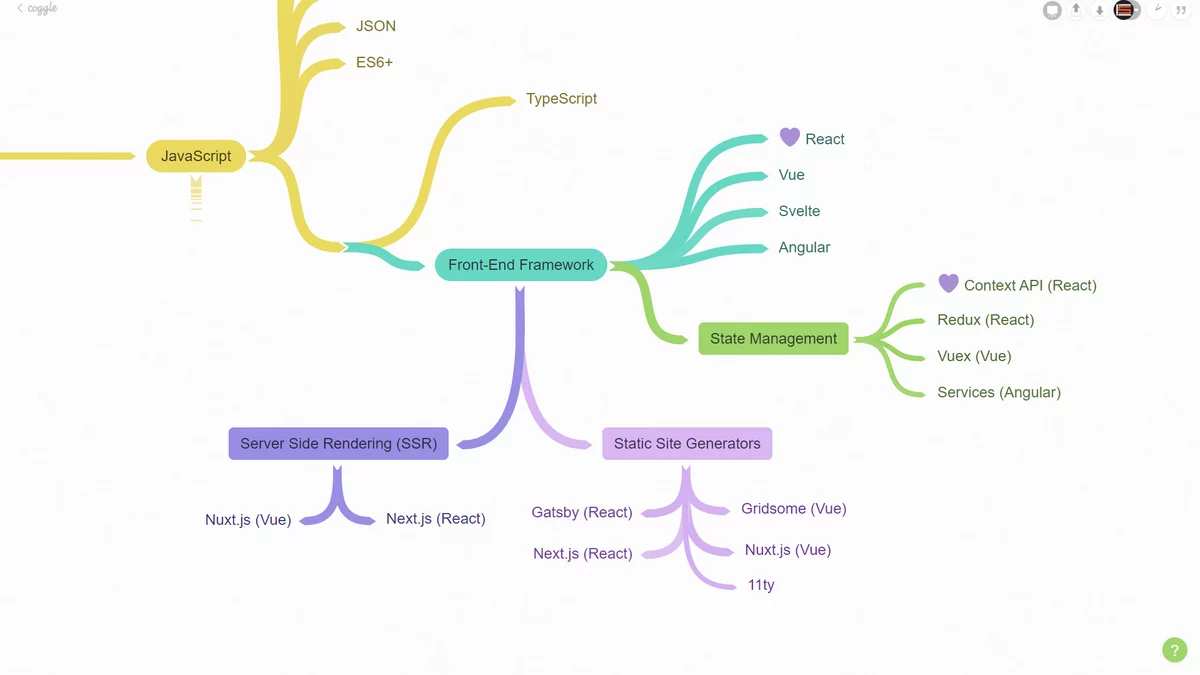 coggle
JSON
ES6+
TypeScript
JavaScript
React
Vue
Svelte
Angular
Front-End Framework
Context API (React)
Redux (React)
State Management
Vuex (Vue)
Services (Angular)
Server Side Rendering (SSR)
Static Site Generators
Nuxt.js (Vue)
Next.js (React)
Gatsby (React)
Gridsome (Vue)
Next.js (React)
Nuxt.js (Vue)
11ty
?